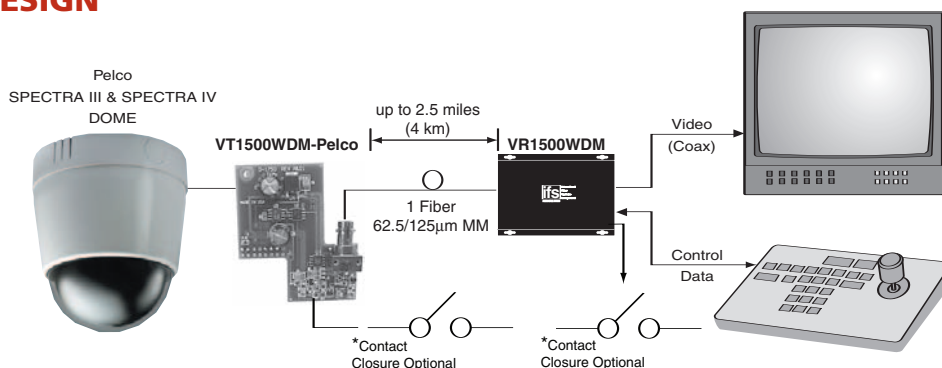 ESIGN
Pelco
SPECTRA III & SPECTRA IV
DOME
VT1500WDM-Pelco
up to 2.5 miles
(4 km)
VR1500WDM
ifs
1 Fiber
62.5/125μm MM
Video
(Coax)
Control
Data
*Contact
Closure Optional
*Contact
Closure Optional